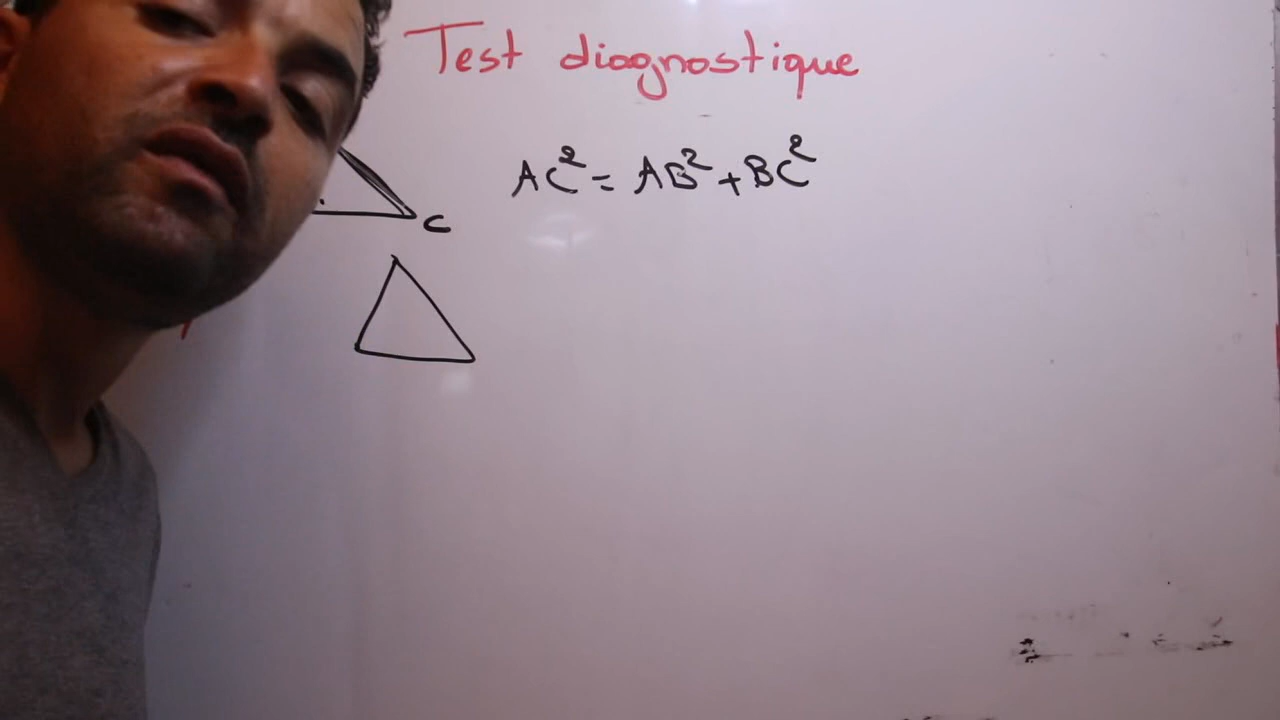 Test diagnostique
AC² = AB² + BC²
C